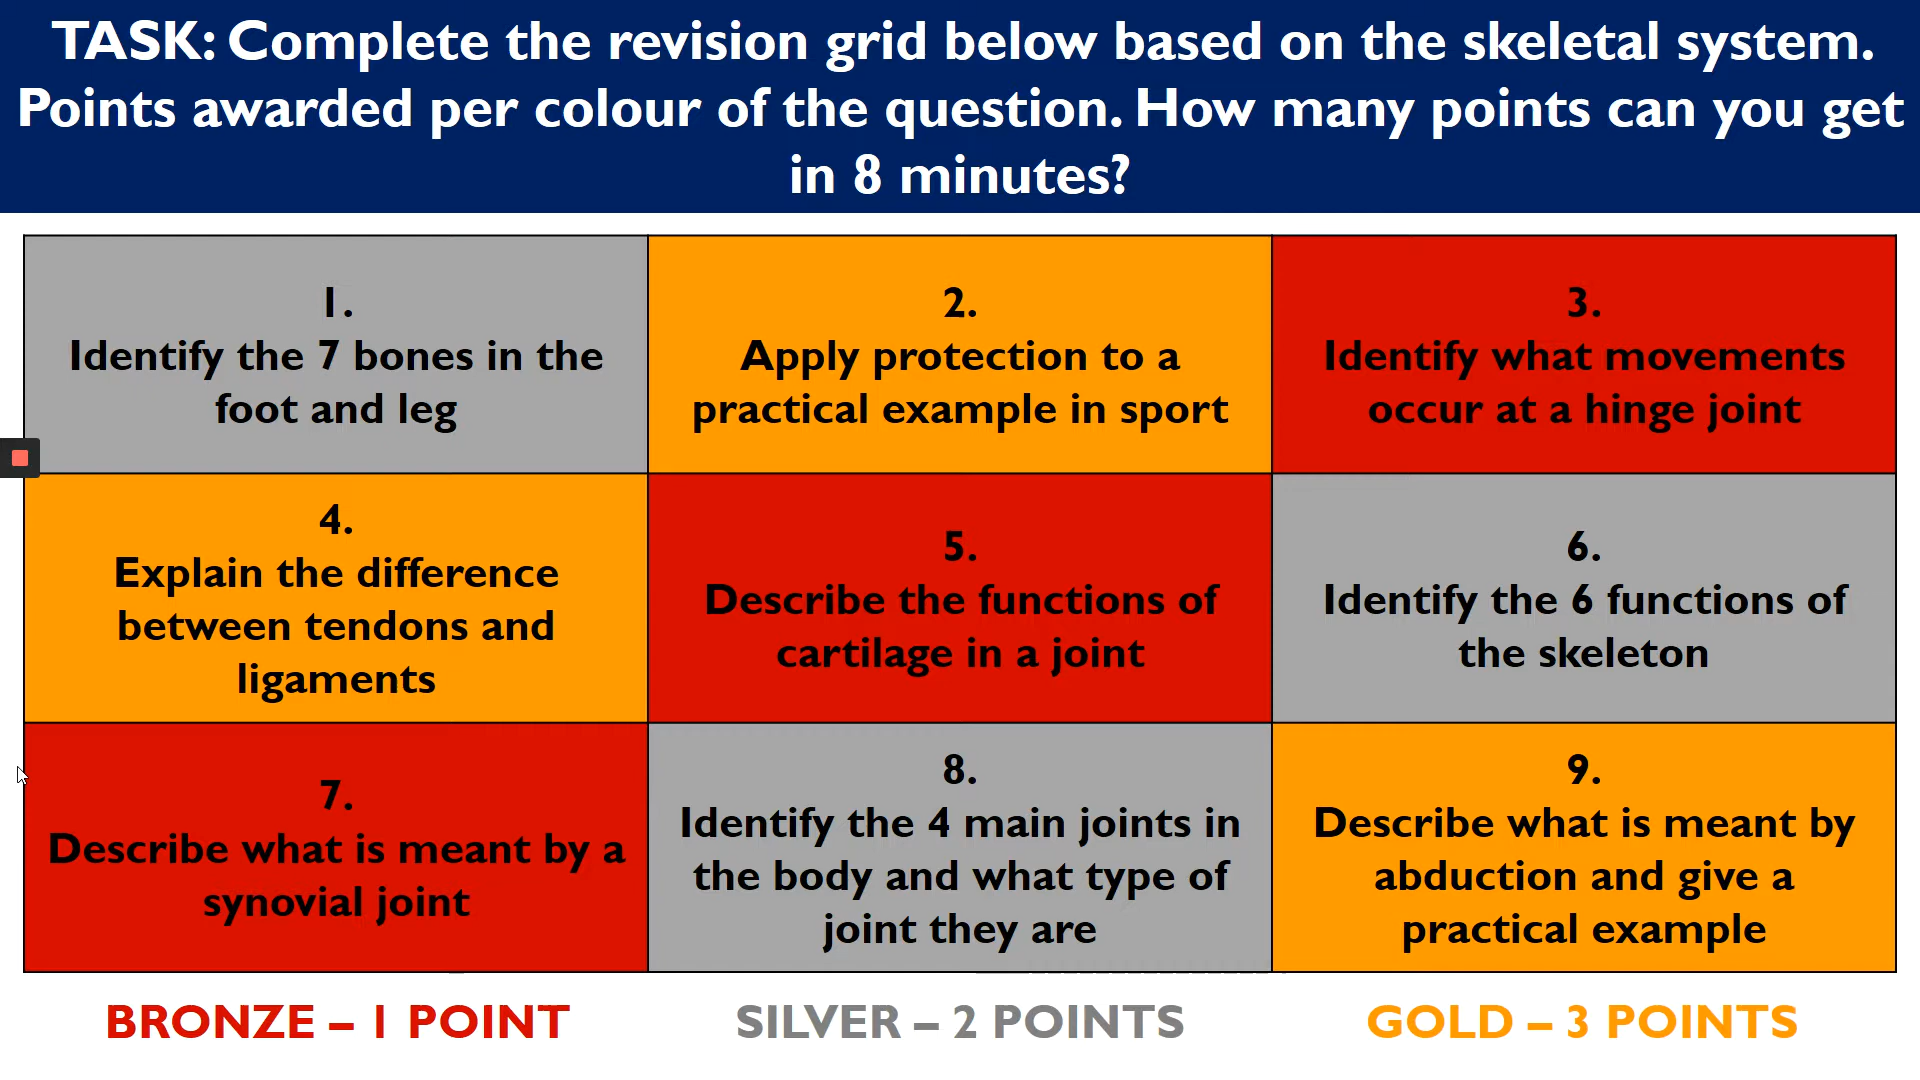 TASK: Complete the revision grid below based on the skeletal system.
Points awarded per colour of the question. How many points can you get
in 8 minutes?
1.
Identify the 7 bones in the
foot and leg
2.
Apply protection to a
practical example in sport
3.
Identify what movements
occur at a hinge joint
4.
Explain the difference
between tendons and
ligaments
5.
Describe the functions of
cartilage in a joint
6.
Identify the 6 functions of
the skeleton
7.
Describe what is meant by a
synovial joint
8.
Identify the 4 main joints in
the body and what type of
joint they are
9.
Describe what is meant by
abduction and give a
practical example
BRONZE – 1 POINT
SILVER – 2 POINTS
GOLD – 3 POINTS